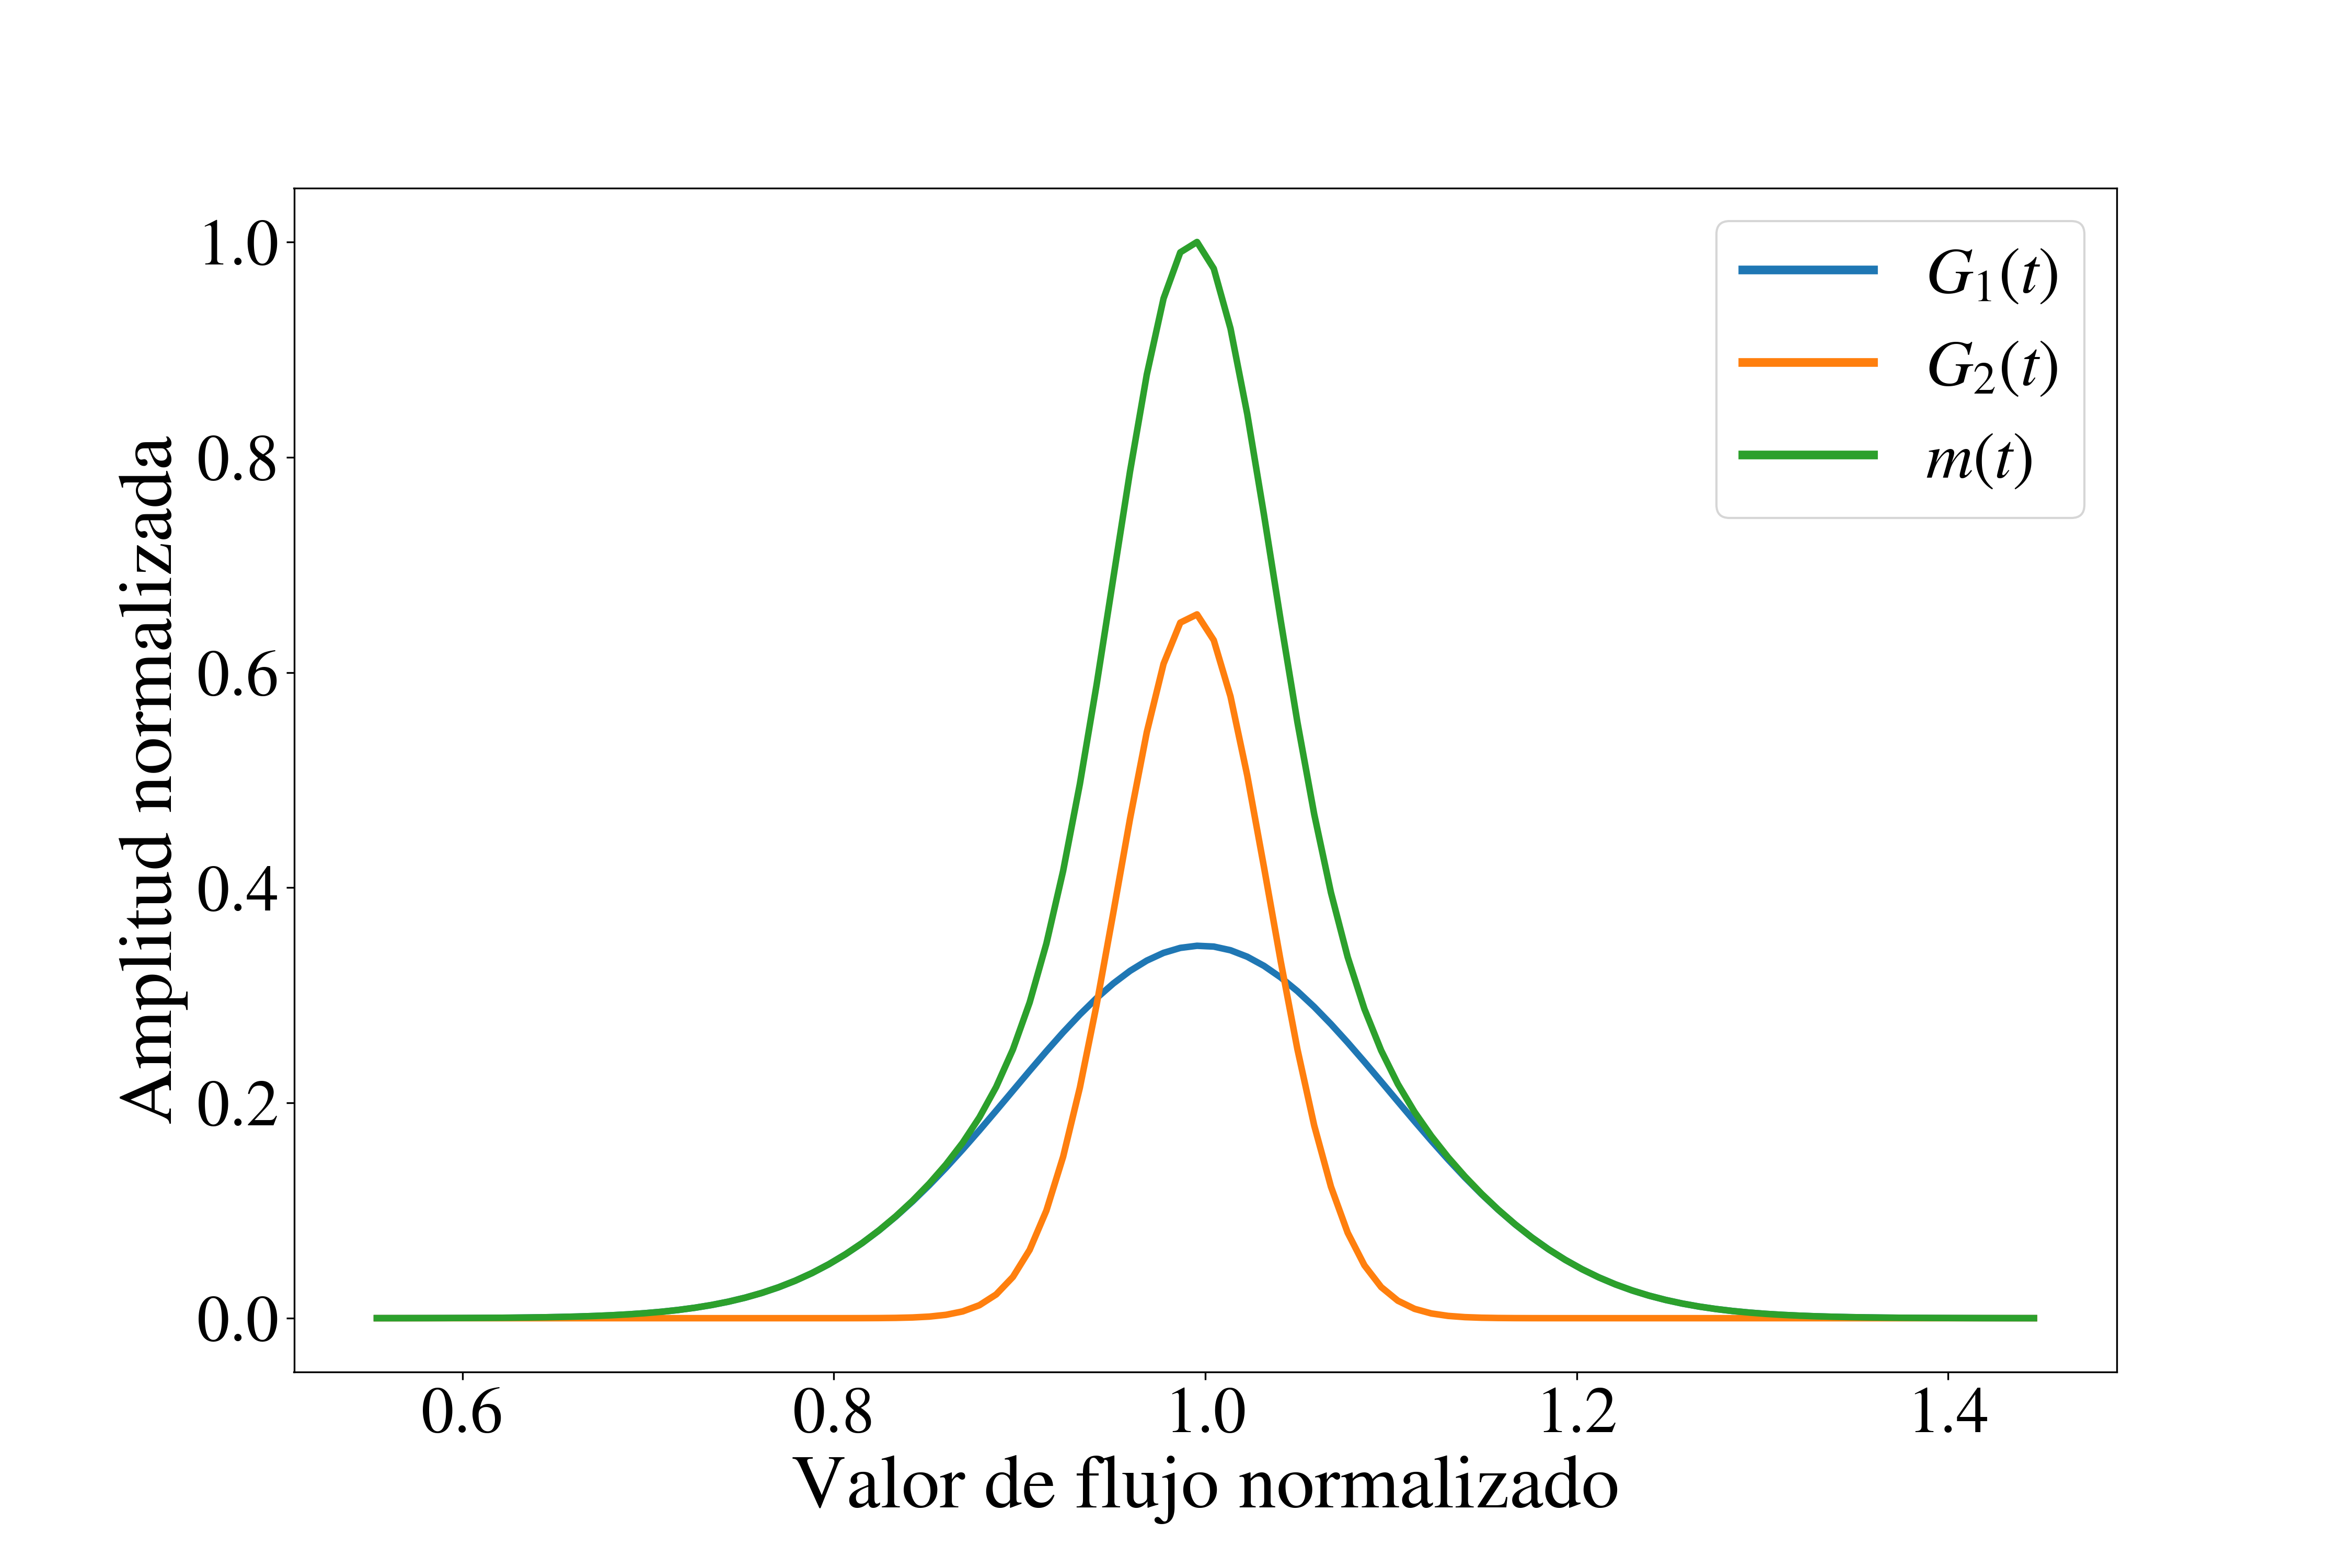 Amplitud normalizada
1.0
0.8
0.6
0.4
0.2
0.0
G₁(t)
G₂(t)
m(t)
0.6 0.8 1.0 1.2 1.4
Valor de flujo normalizado